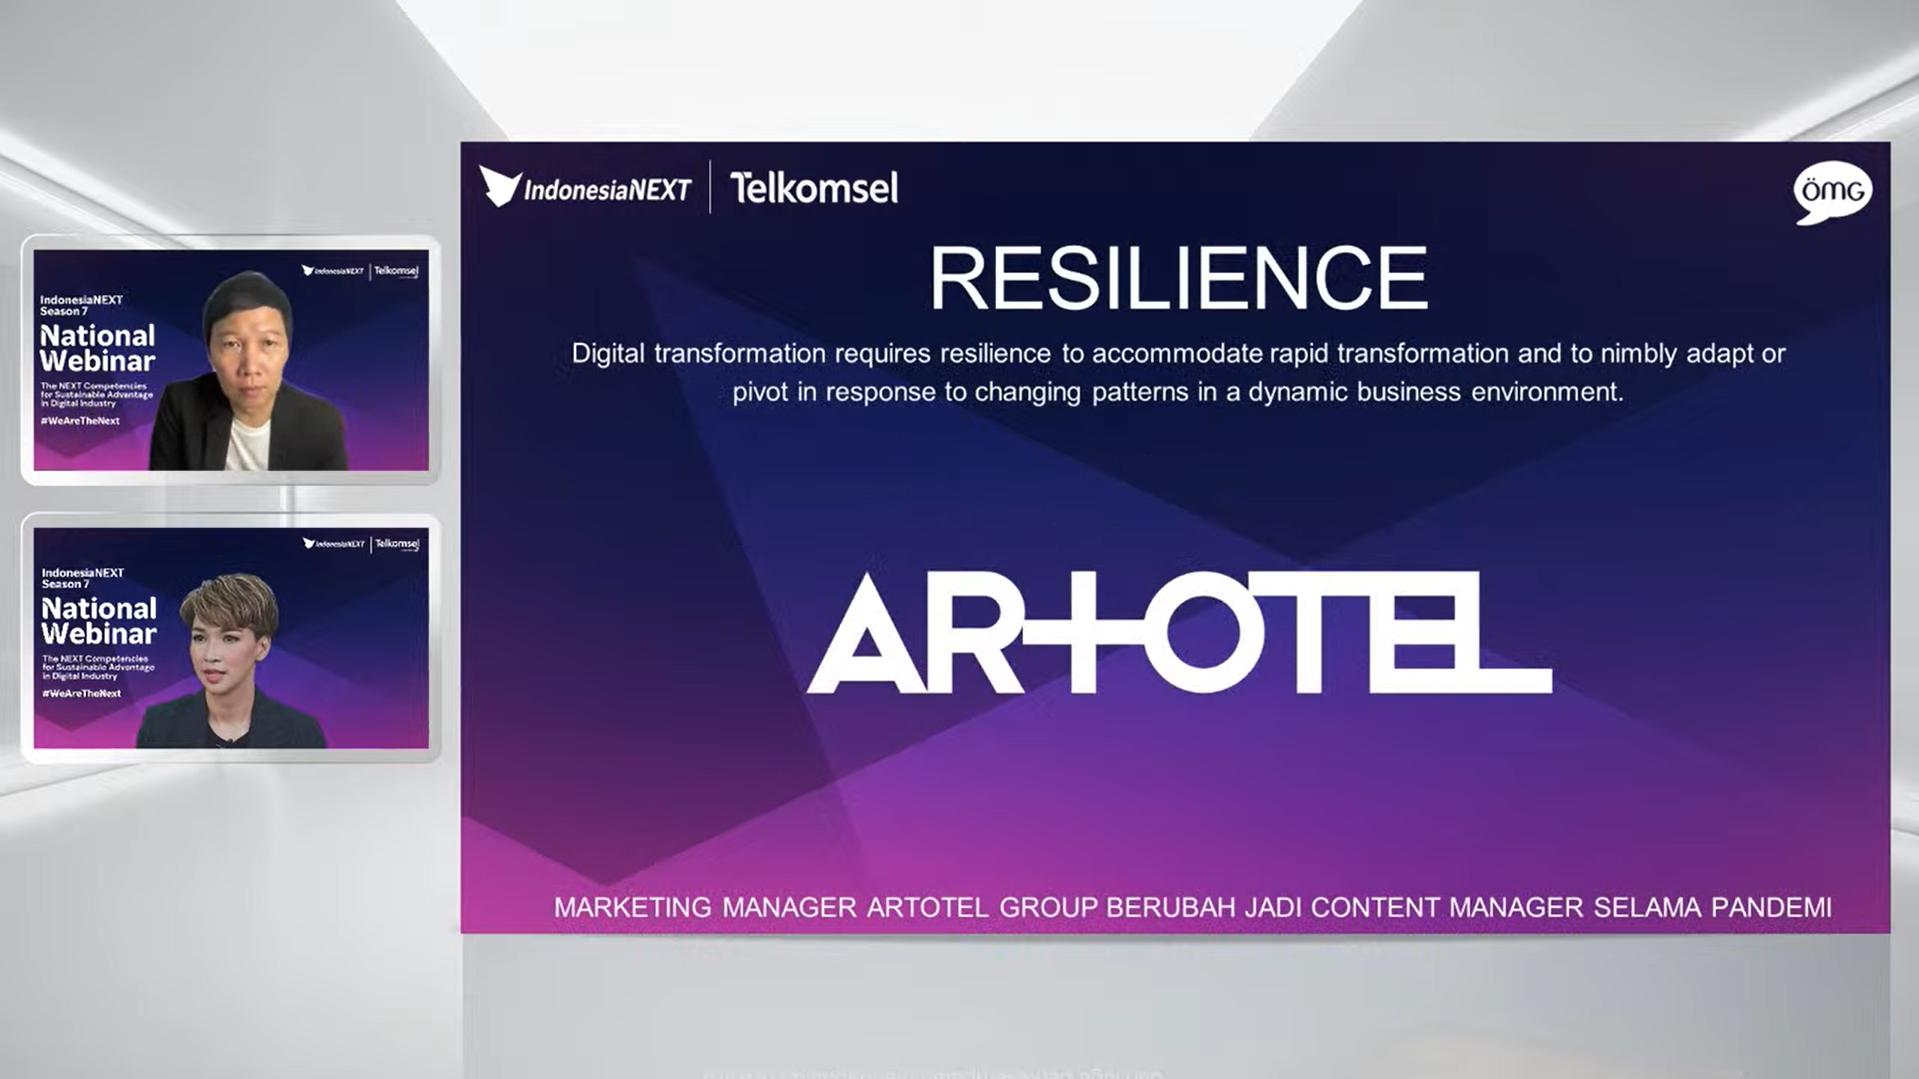 IndonesiaNEXT | Telkomsel
ÖMG
RESILIENCE
Digital transformation requires resilience to accommodate rapid transformation and to nimbly adapt or
pivot in response to changing patterns in a dynamic business environment.
ARTOTEL
MARKETING MANAGER ARTOTEL GROUP BERUBAH JADI CONTENT MANAGER SELAMA PANDEMI
IndonesiaNEXT | Telkomsel
IndonesiaNEXT
Season 7
National
Webinar
The NEXT Competencies
for Sustainable Advantage
in Digital Industry
#WeAreTheNext
IndonesiaNEXT | Telkomsel
IndonesiaNEXT
Season 7
National
Webinar
The NEXT Competencies
for Sustainable Advantage
in Digital Industry
#WeAreTheNext